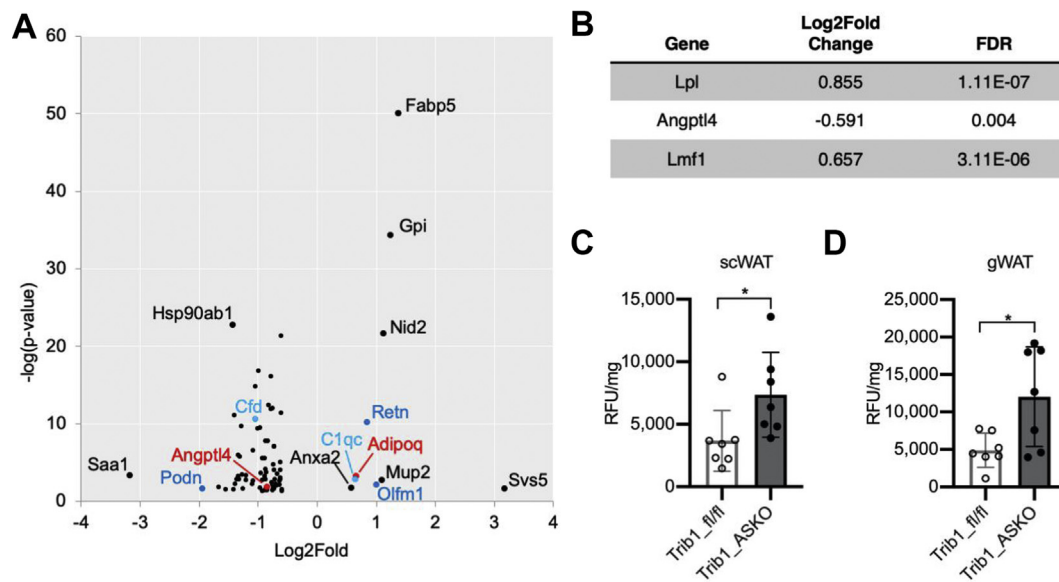 A
60
50
40
30
20
10
0
-log(p-value)
-4
-3
-2
-1
0
1
2
3
4
Log2Fold
Fabp5
Gpi
Hsp90ab1
Nid2
Cfd
Retn
C1qc
Adipoq
Angptl4
Anxa2
Saa1
Podn
Mup2
Olfm1
Svs5
B
Log2Fold
Gene Change FDR
Lpl 0.855 1.11E-07
Angptl4 -0.591 0.004
Lmf1 0.657 3.11E-06
C
scWAT
*
15,000
10,000
5,000
0
RFU/mg
Trib1_fl/fl
Trib1_ASKO
D
gWAT
*
25,000
20,000
15,000
10,000
5,000
0
RFU/mg
Trib1_fl/fl
Trib1_ASKO